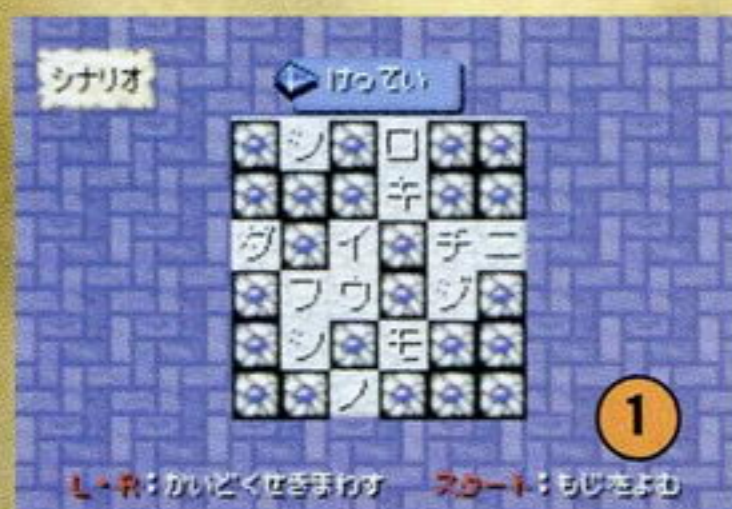 シナリオ
けってい
シ ロ
キ
ダ イ チ ニ
フ ウ ジ
シ モ
ノ
1
L・R：かいどくせきまわす スタート：もじをよむ